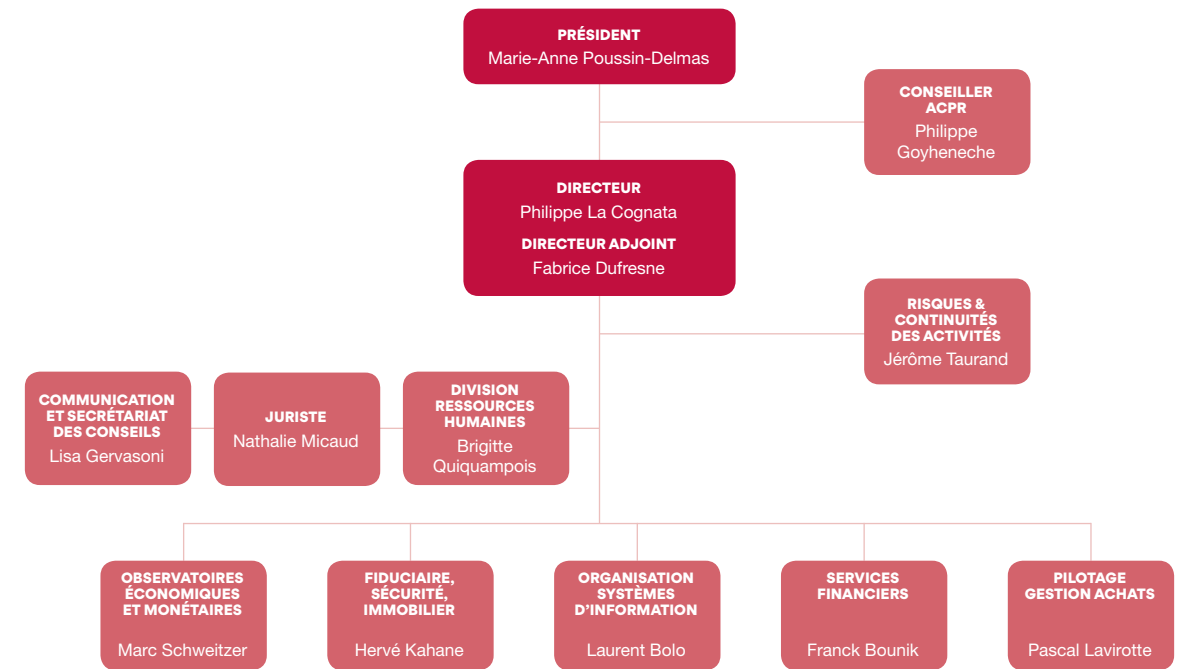 PRÉSIDENT
Marie-Anne Poussin-Delmas
CONSEILLER
ACPR
Philippe
Goyheneche
DIRECTEUR
Philippe La Cognata
DIRECTEUR ADJOINT
Fabrice Dufresne
RISQUES &
CONTINUITÉS
DES ACTIVITÉS
Jérôme Taurand
COMMUNICATION
ET SECRÉTARIAT
DES CONSEILS
Lisa Gervasoni
JURISTE
Nathalie Micaud
DIVISION
RESSOURCES
HUMAINES
Brigitte
Quiquampois
OBSERVATOIRES
ÉCONOMIQUES
ET MONÉTAIRES
Marc Schweitzer
FIDUCIAIRE,
SÉCURITÉ,
IMMOBILIER
Hervé Kahane
ORGANISATION
SYSTÈMES
D'INFORMATION
Laurent Bolo
SERVICES
FINANCIERS
Franck Bounik
PILOTAGE
GESTION ACHATS
Pascal Lavirotte